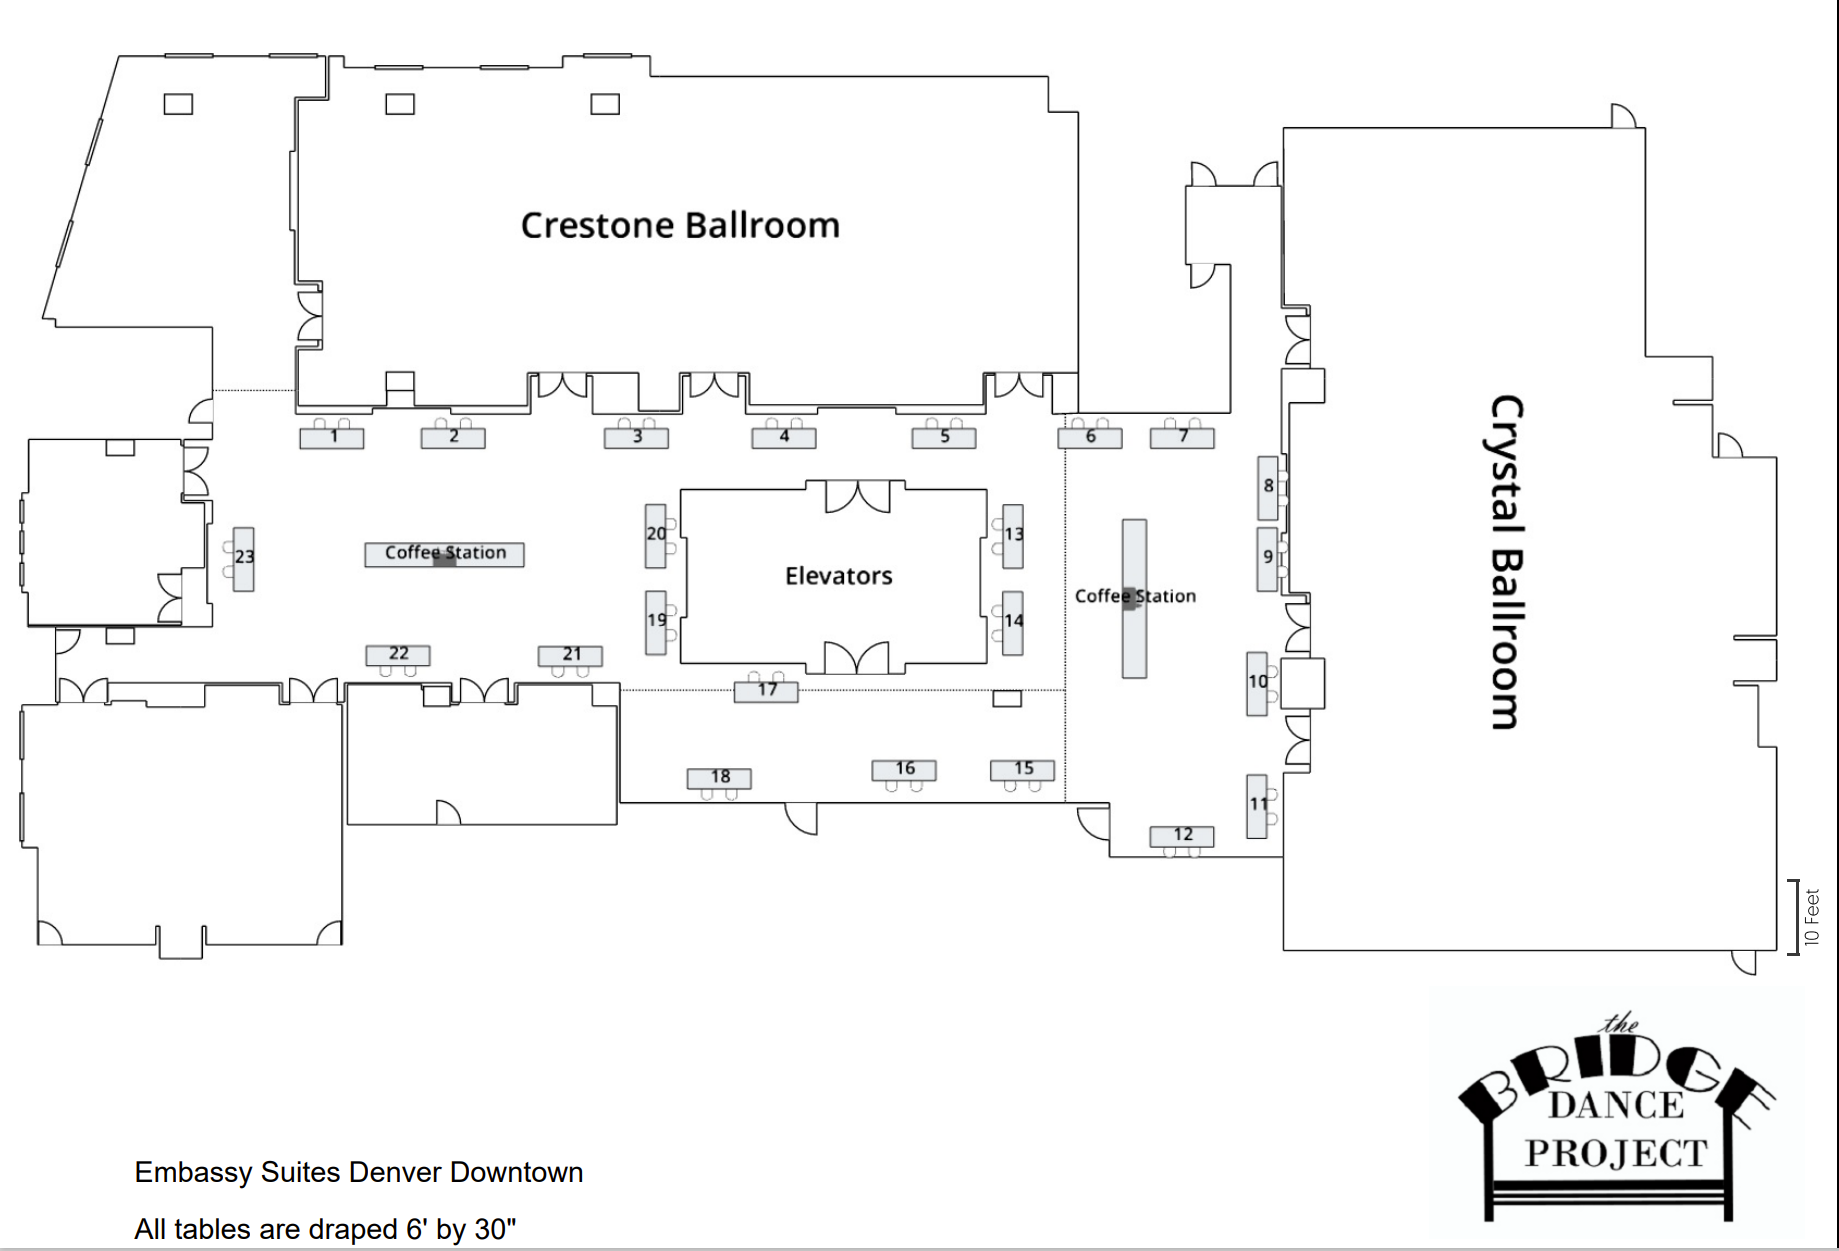 Crestone Ballroom
Crystal Ballroom
1
2
3
4
5
6
7
8
9
10
11
12
13
14
15
16
17
18
19
20
21
22
23
Coffee Station
Elevators
Coffee Station
10 Feet
the
BRIDGE
DANCE
PROJECT
Embassy Suites Denver Downtown
All tables are draped 6' by 30"